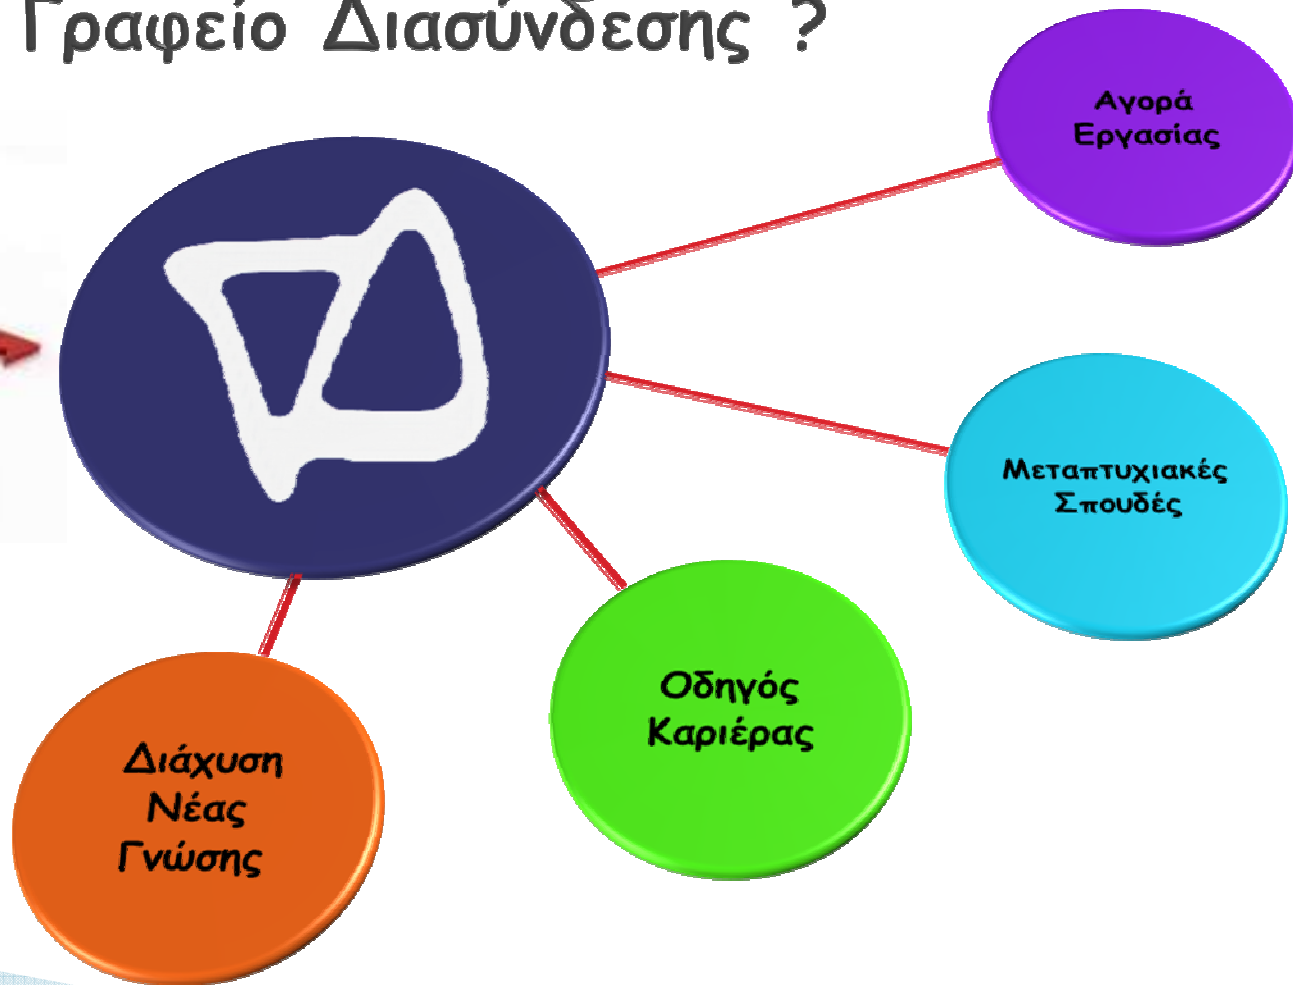 Γραφείο Διασύνδεσης ?
Αγορά
Εργασίας
Μεταπτυχιακές
Σπουδές
Οδηγός
Καριέρας
Διάχυση
Νέας
Γνώσης